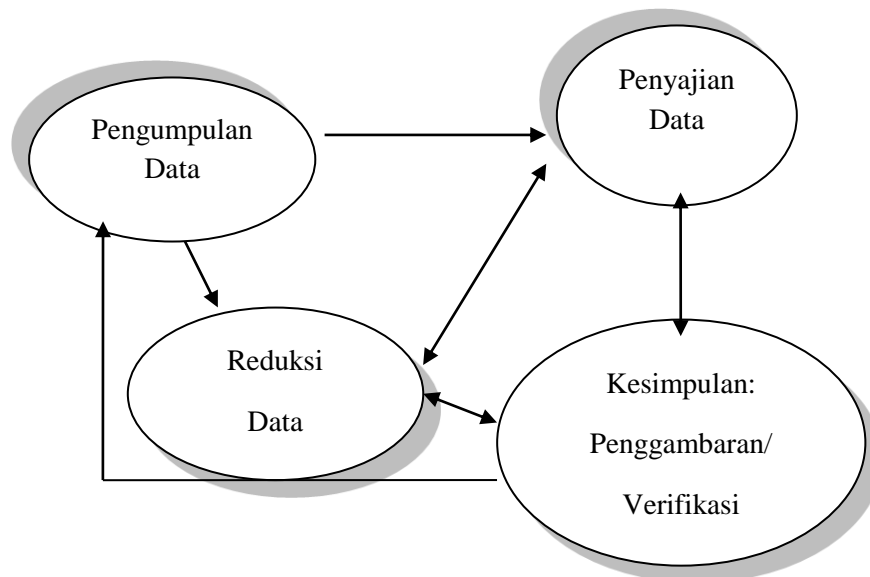 Pengumpulan
Data
Penyajian
Data
Reduksi
Data
Kesimpulan:
Penggambaran/
Verifikasi